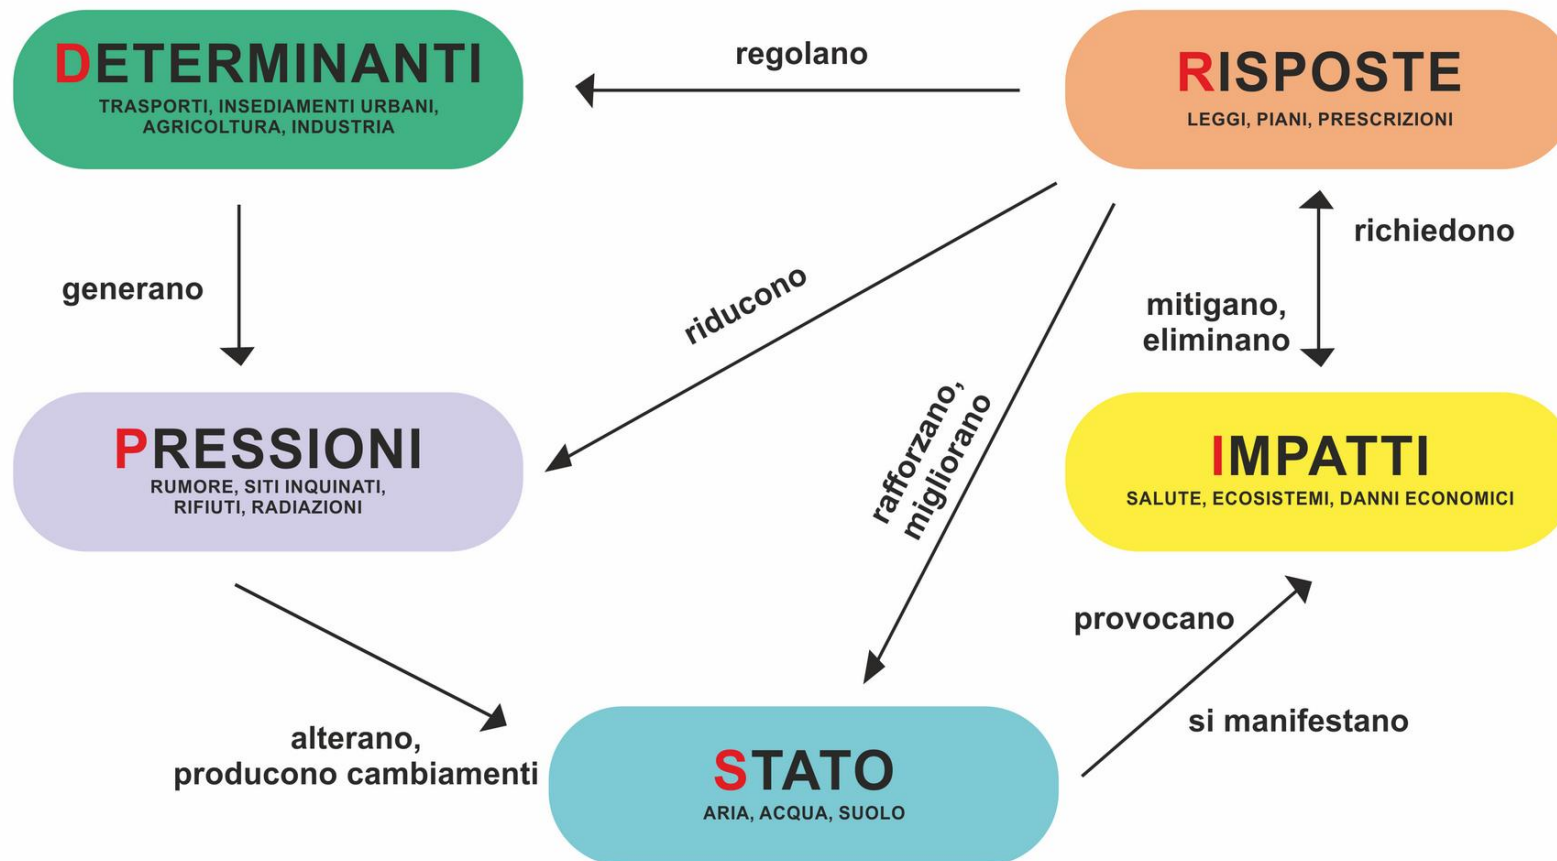 DETERMINANTI
TRASPORTI, INSEDIAMENTI URBANI,
AGRICOLTURA, INDUSTRIA
regolano
RISPOSTE
LEGGI, PIANI, PRESCRIZIONI
generano
riducono
richiedono
mitigano,
eliminano
rafforzano,
migliorano
PRESSIONI
RUMORE, SITI INQUINATI,
RIFIUTI, RADIAZIONI
IMPATTI
SALUTE, ECOSISTEMI, DANNI ECONOMICI
alterano,
producono cambiamenti
provocano
si manifestano
STATO
ARIA, ACQUA, SUOLO